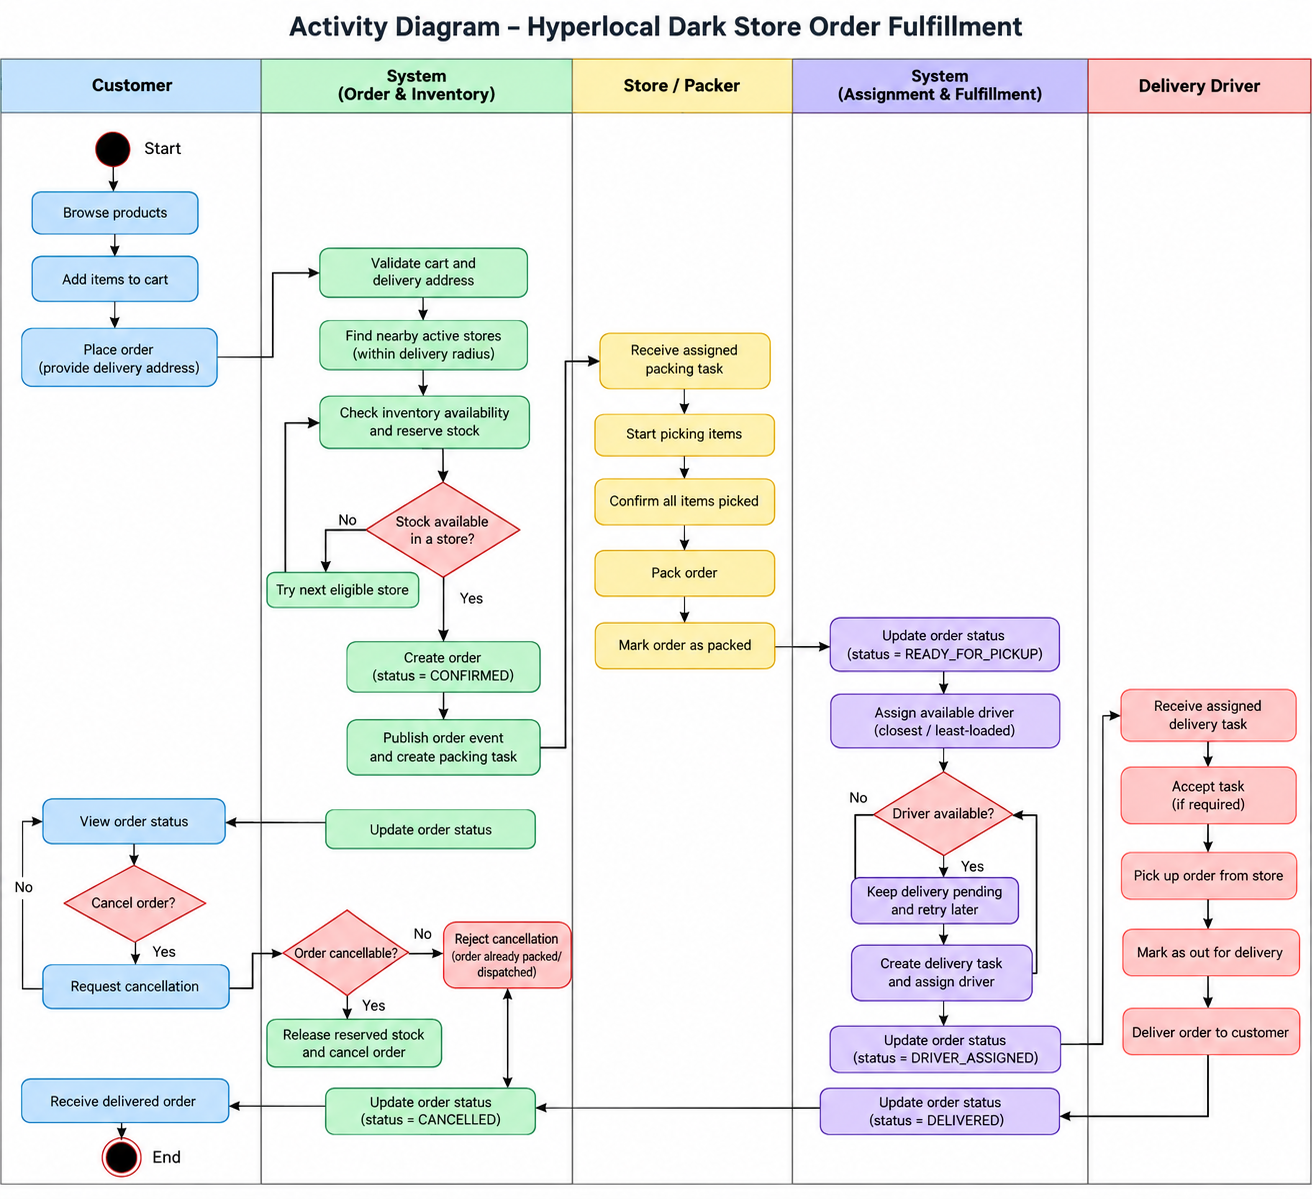 Activity Diagram – Hyperlocal Dark Store Order Fulfillment
Customer
System
(Order & Inventory)
Store / Packer
System
(Assignment & Fulfillment)
Delivery Driver
Start
Browse products
Add items to cart
Place order
(provide delivery address)
Validate cart and
delivery address
Find nearby active stores
(within delivery radius)
Check inventory availability
and reserve stock
Stock available
in a store?
No
Try next eligible store
Yes
Create order
(status = CONFIRMED)
Publish order event
and create packing task
Receive assigned
packing task
Start picking items
Confirm all items picked
Pack order
Mark order as packed
Update order status
(status = READY_FOR_PICKUP)
Assign available driver
(closest / least-loaded)
No
Driver available?
Yes
Keep delivery pending
and retry later
Create delivery task
and assign driver
Update order status
(status = DRIVER_ASSIGNED)
Receive assigned
delivery task
Accept task
(if required)
Pick up order from store
Mark as out for delivery
Deliver order to customer
Update order status
(status = DELIVERED)
Update order status
View order status
No
Cancel order?
Yes
Request cancellation
Order cancellable?
No
Reject cancellation
(order already packed/
dispatched)
Yes
Release reserved stock
and cancel order
Update order status
(status = CANCELLED)
Receive delivered order
End